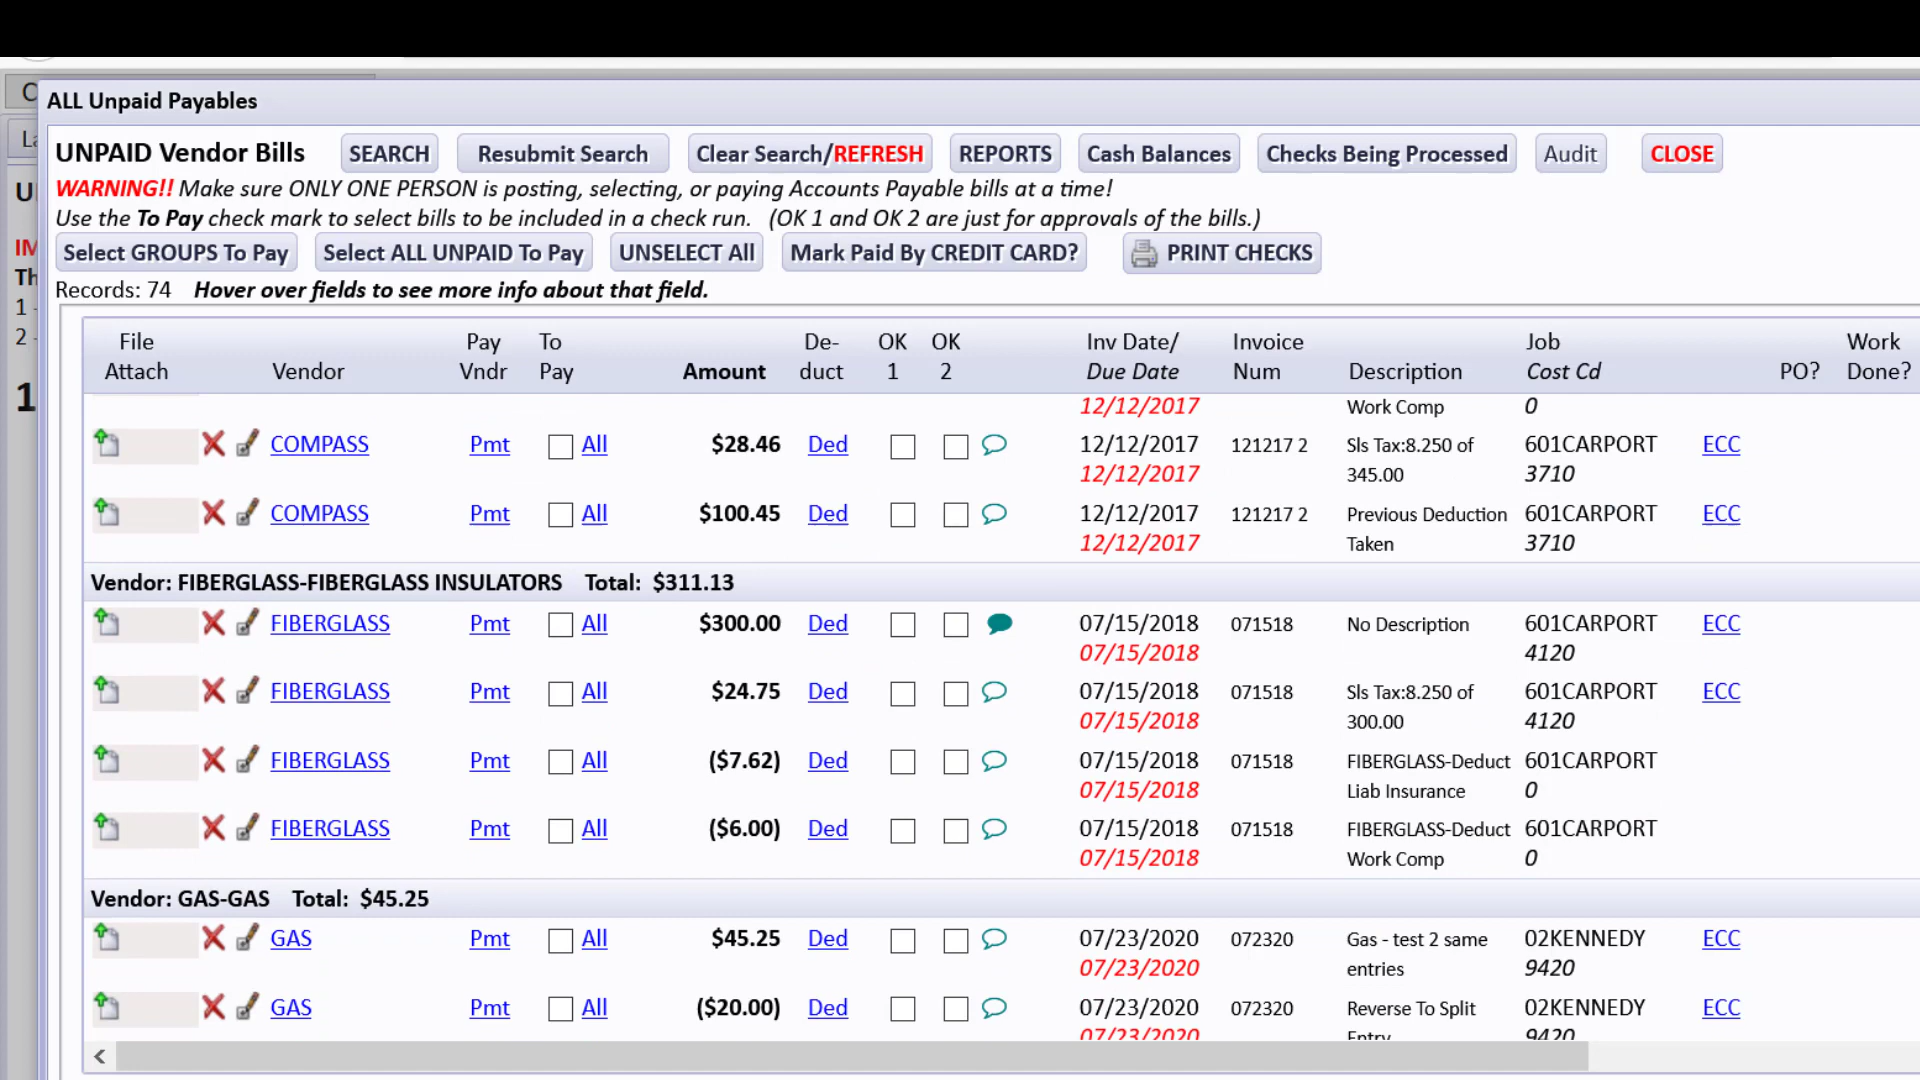 C
ALL Unpaid Payables
La
UNPAID Vendor Bills SEARCH Resubmit Search Clear Search/REFRESH REPORTS Cash Balances Checks Being Processed Audit CLOSE
WARNING!! Make sure ONLY ONE PERSON is posting, selecting, or paying Accounts Payable bills at a time!
Use the To Pay check mark to select bills to be included in a check run. (OK 1 and OK 2 are just for approvals of the bills.)
IM
Select GROUPS To Pay Select ALL UNPAID To Pay UNSELECT All Mark Paid By CREDIT CARD? PRINT CHECKS
Th
Records: 74 Hover over fields to see more info about that field.
1 -
2 -
File To De- OK OK Inv Date/ Invoice Job Work
Attach Vendor Pay Vndr Pay Amount duct 1 2 Due Date Num Description Cost Cd PO? Done?
1
12/12/2017 Work Comp 0
COMPASS Pmt All $28.46 Ded 12/12/2017 121217 2 Sls Tax:8.250 of 601CARPORT ECC
12/12/2017 345.00 3710
COMPASS Pmt All $100.45 Ded 12/12/2017 121217 2 Previous Deduction 601CARPORT ECC
12/12/2017 Taken 3710
Vendor: FIBERGLASS-FIBERGLASS INSULATORS Total: $311.13
FIBERGLASS Pmt All $300.00 Ded 07/15/2018 071518 No Description 601CARPORT ECC
07/15/2018 4120
FIBERGLASS Pmt All $24.75 Ded 07/15/2018 071518 Sls Tax:8.250 of 601CARPORT ECC
07/15/2018 300.00 4120
FIBERGLASS Pmt All ($7.62) Ded 07/15/2018 071518 FIBERGLASS-Deduct 601CARPORT
07/15/2018 Liab Insurance 0
FIBERGLASS Pmt All ($6.00) Ded 07/15/2018 071518 FIBERGLASS-Deduct 601CARPORT
07/15/2018 Work Comp 0
Vendor: GAS-GAS Total: $45.25
GAS Pmt All $45.25 Ded 07/23/2020 072320 Gas - test 2 same 02KENNEDY ECC
07/23/2020 entries 9420
GAS Pmt All ($20.00) Ded 07/23/2020 072320 Reverse To Split 02KENNEDY ECC
07/23/2020 Entry 9420